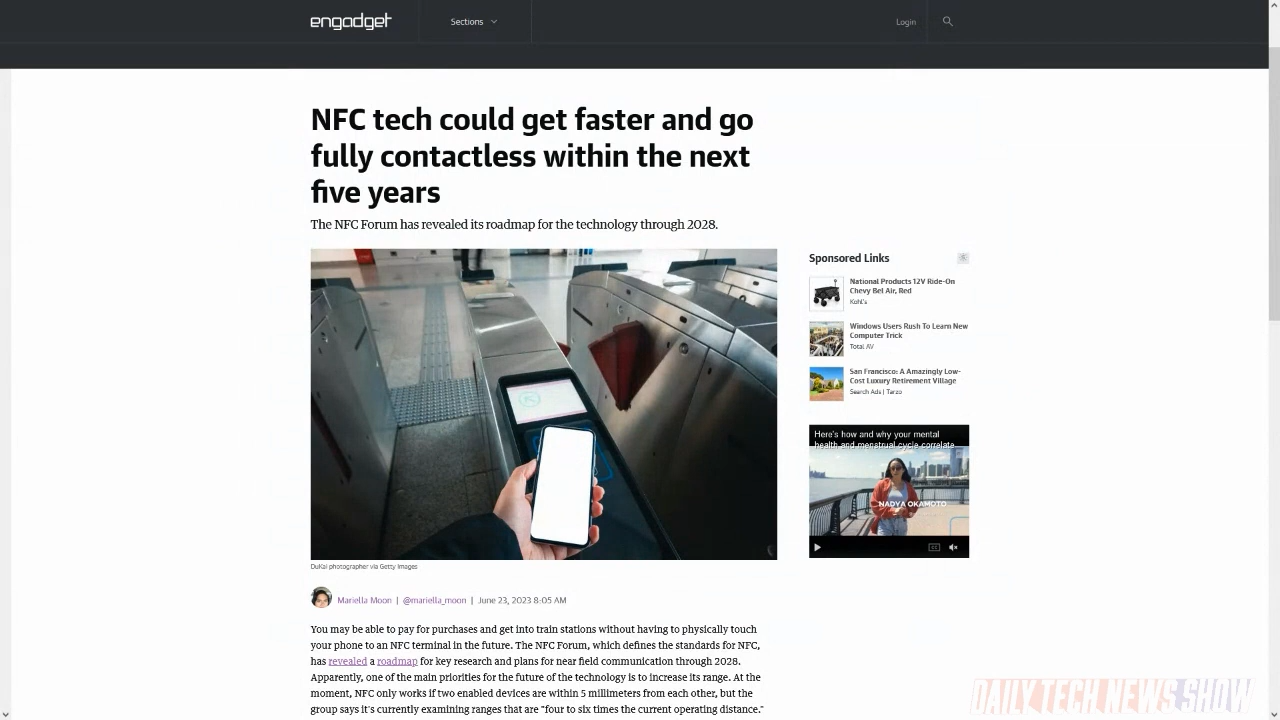 engadget
Sections
Login
NFC tech could get faster and go
fully contactless within the next
five years
The NFC Forum has revealed its roadmap for the technology through 2028.
Sponsored Links
National Products 12V Ride-On
Chevy Bel Air, Red
Kohl's
Windows Users Rush To Learn New
Computer Trick
Total AV
San Francisco: A Amazingly Low-
Cost Luxury Retirement Village
Search Ads | Tarzo
Here's how and why your mental
health and menstrual cycle correlate
NADYA OKAMOTO
CC
DuKai photographer via Getty Images
Mariella Moon | @mariella_moon | June 23, 2023 8:05 AM
You may be able to pay for purchases and get into train stations without having to physically touch
your phone to an NFC terminal in the future. The NFC Forum, which defines the standards for NFC,
has revealed a roadmap for key research and plans for near field communication through 2028.
Apparently, one of the main priorities for the future of the technology is to increase its range. At the
moment, NFC only works if two enabled devices are within 5 millimeters from each other, but the
group says it's currently examining ranges that are "four to six times the current operating distance."
DAILY TECH NEWS SHOW